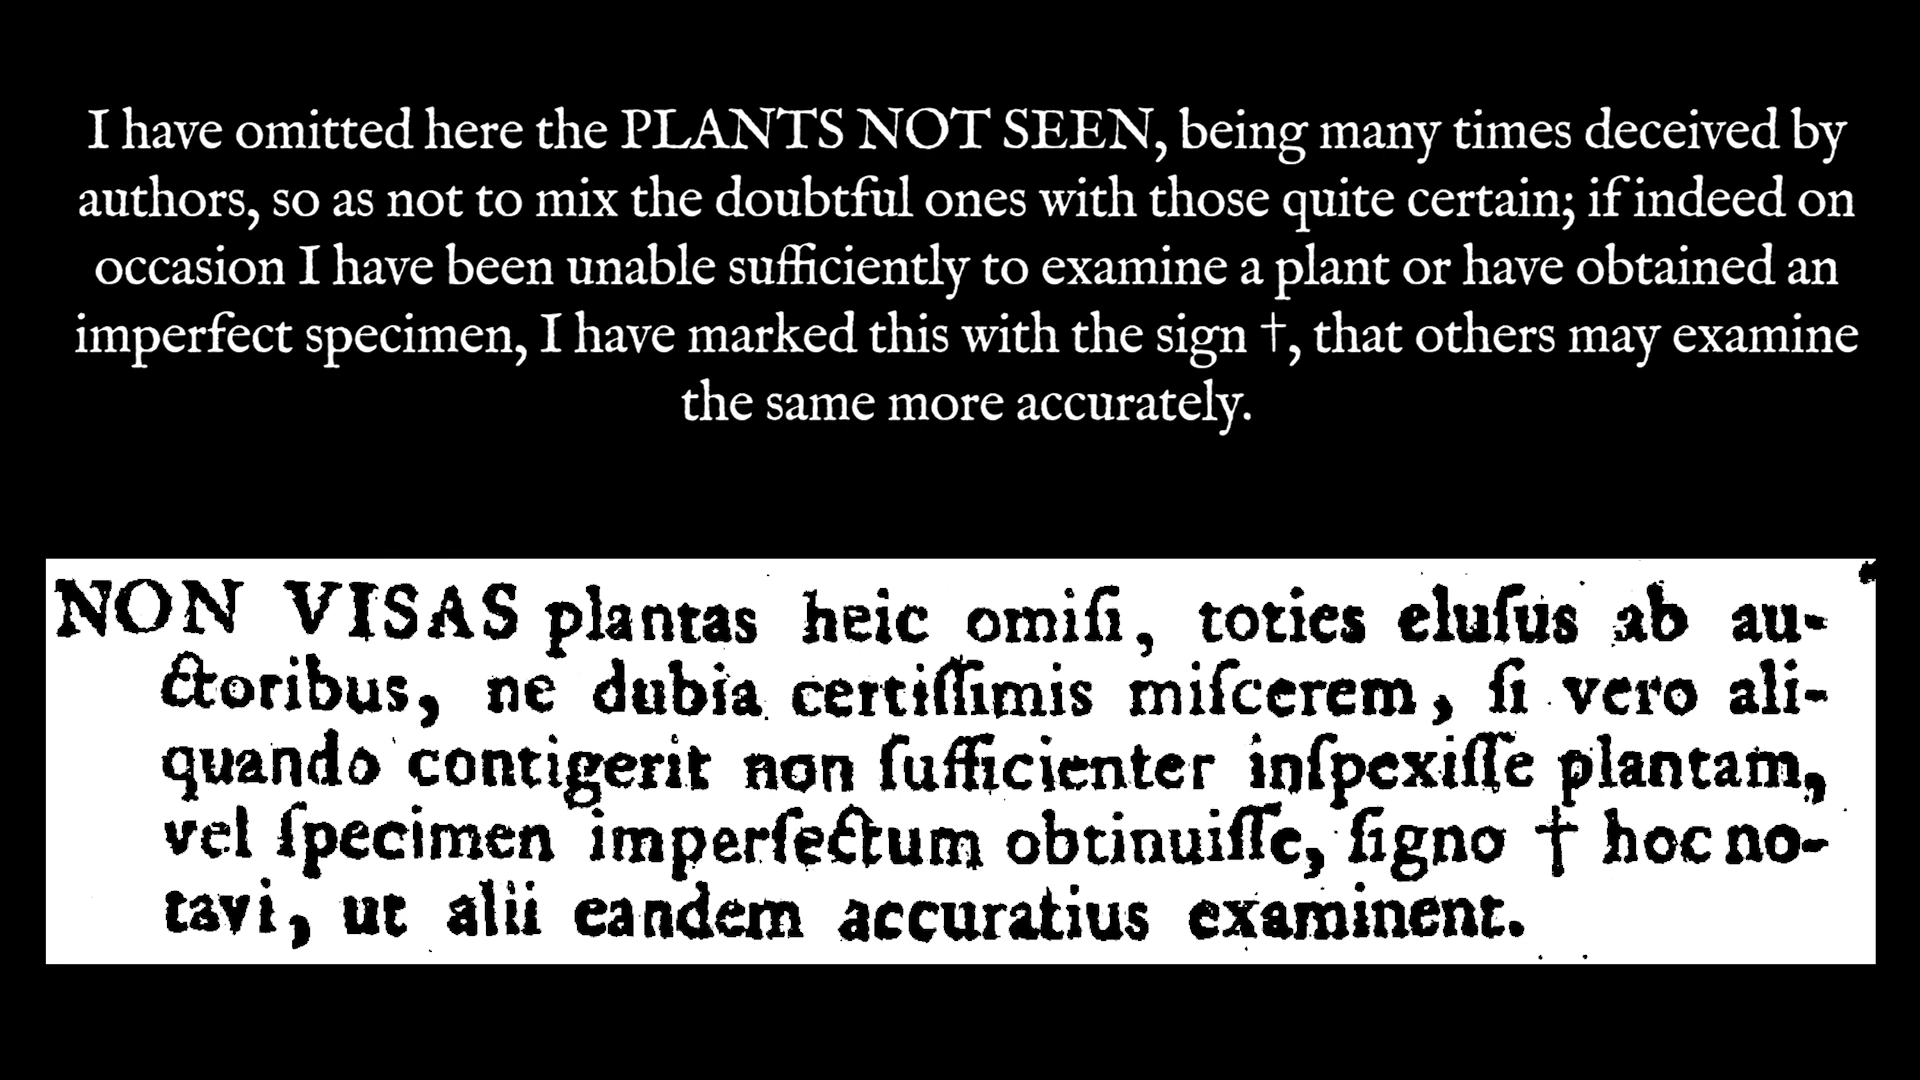 I have omitted here the PLANTS NOT SEEN, being many times deceived by
authors, so as not to mix the doubtful ones with those quite certain; if indeed on
occasion I have been unable sufficiently to examine a plant or have obtained an
imperfect specimen, I have marked this with the sign †, that others may examine
the same more accurately.
NON VISAS plantas heic omiſi, toties eluſus ab au-
ctoribus, ne dubia certiſſimis miſcerem, ſi vero ali-
quando contigerit non ſufficienter inſpexiſſe plantam,
vel ſpecimen imperfectum obtinuiſſe, ſigno † hoc no-
tavi, ut alii eandem accuratius examinent.